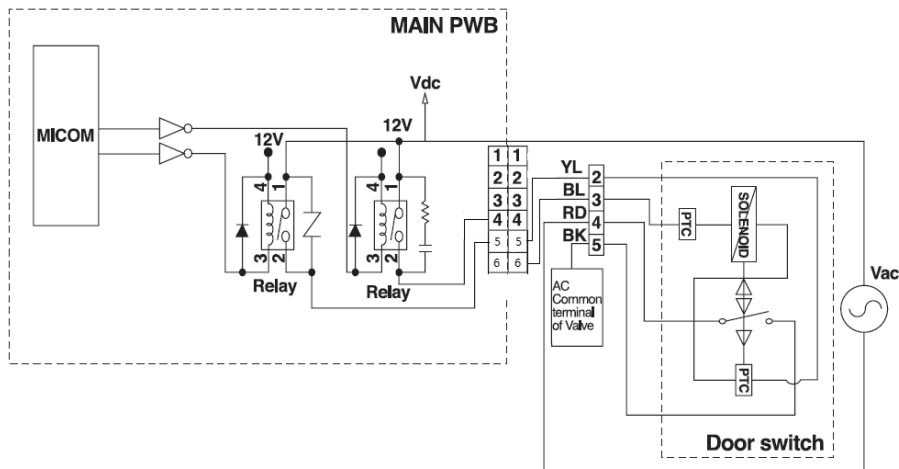 MAIN PWB
Vdc
MICOM
12V
12V
4
1
4
1
3
2
3
2
Relay
Relay
1 1
2 2
3 3
4 4
5 5
6 6
YL 2
BL 3
RD 4
BK 5
AC
Common
terminal
of Valve
PTC
SOLENOID
PTC
Vac
Door switch